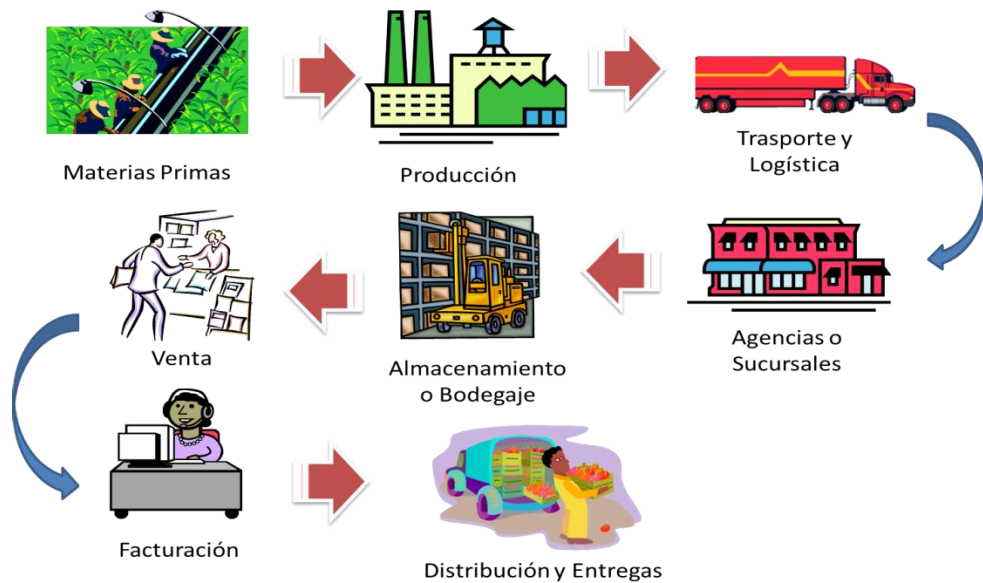 Materias Primas
Producción
Trasporte y
Logística
Agencias o
Sucursales
Almacenamiento
o Bodegaje
Venta
Facturación
Distribución y Entregas